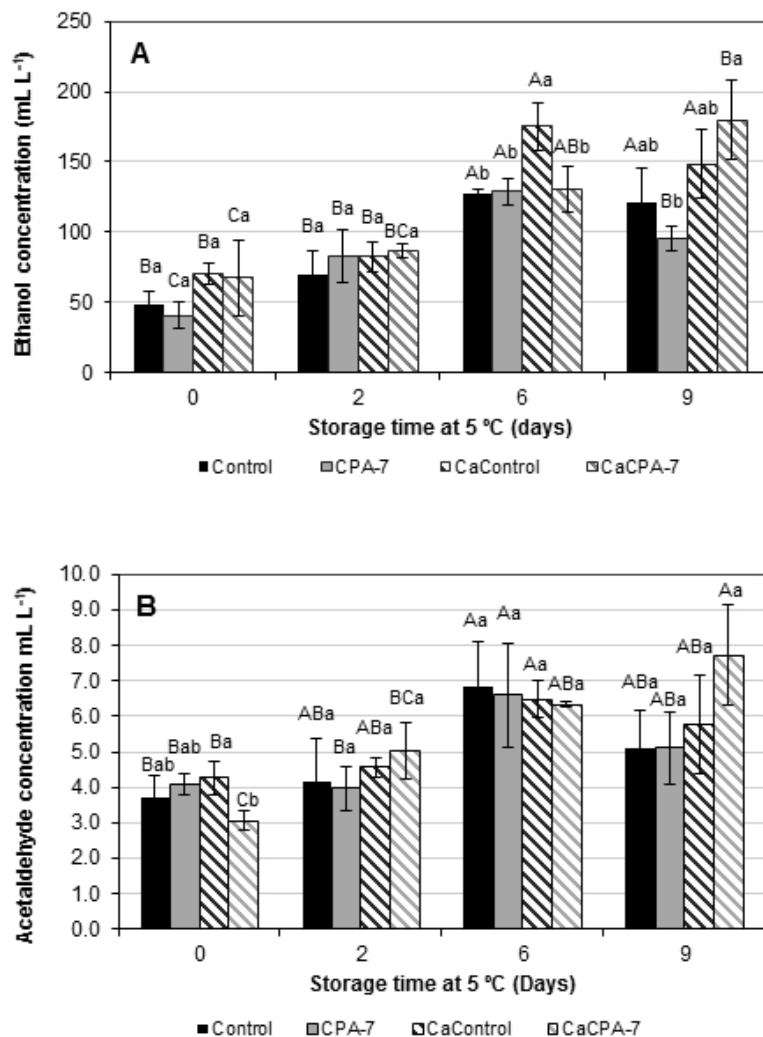 A
Ethanol concentration (mL L-1)
250
200
150
100
50
0
Ba
Ca
Ba
Ca
Ba
Ba
Ba
BCa
Ab
Ab
Aa
ABb
Aab
Bb
Aab
Ba
0 2 6 9
Storage time at 5 ºC (days)
Control CPA-7 CaControl CaCPA-7
B
Acetaldehyde concentration mL L-1)
10.0
9.0
8.0
7.0
6.0
5.0
4.0
3.0
2.0
1.0
0.0
Bab
Bab
Ba
Cb
ABa
Ba
ABa
BCa
Aa
Aa
Aa
ABa
ABa
ABa
ABa
Aa
0 2 6 9
Storage time at 5 ºC (Days)
Control CPA-7 CaControl CaCPA-7